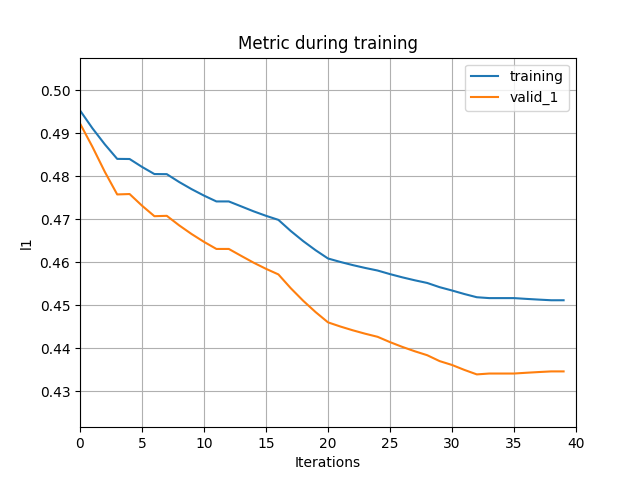 Metric during training
training
valid_1
0.50
0.49
0.48
0.47
0.46
0.45
0.44
0.43
l1
0 5 10 15 20 25 30 35 40
Iterations